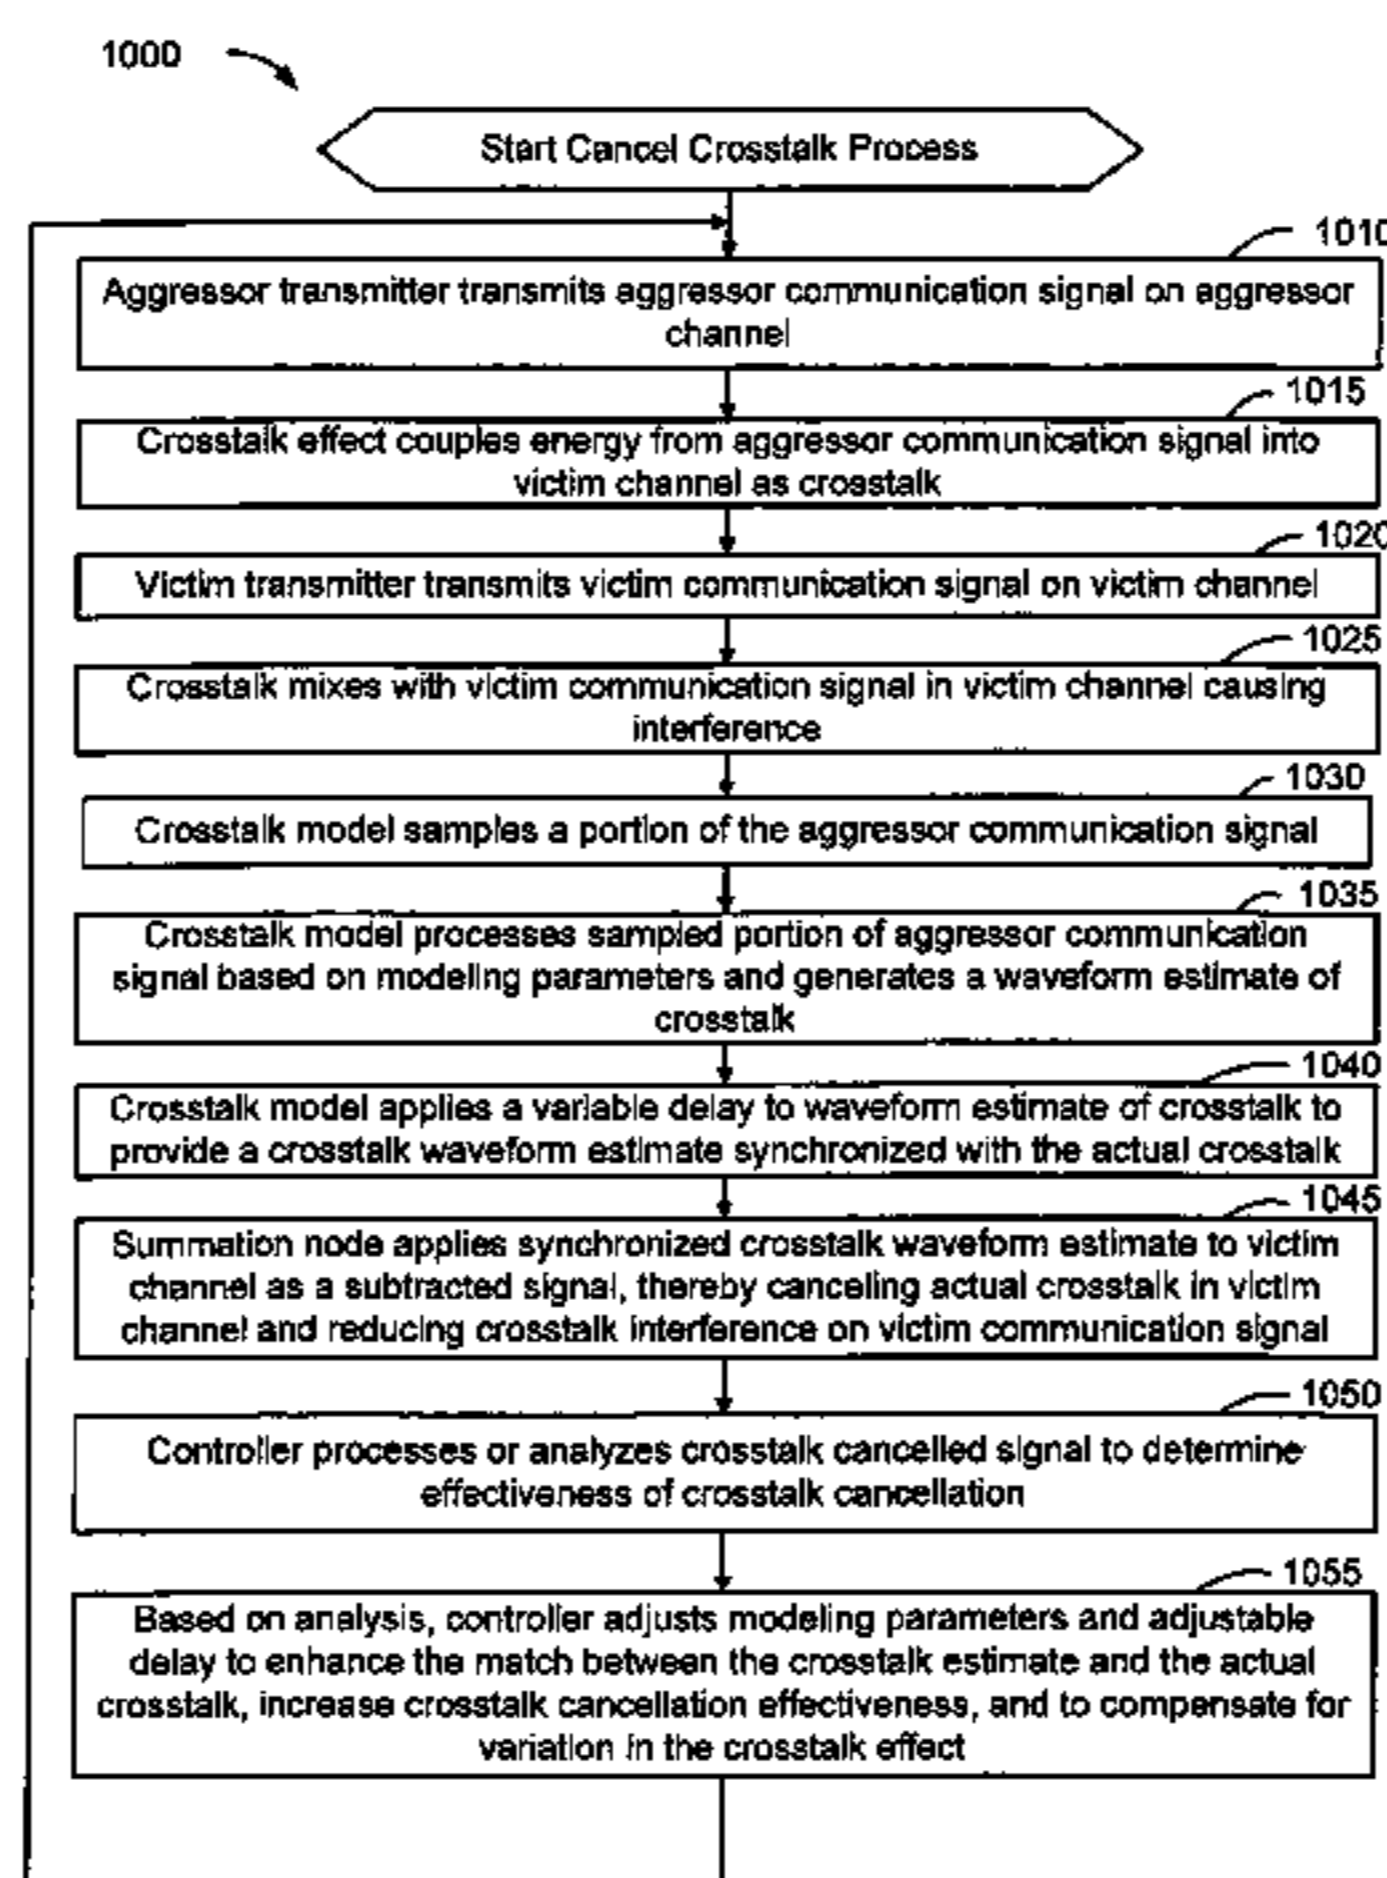 1000
Start Cancel Crosstalk Process
1010
Aggressor transmitter transmits aggressor communication signal on aggressor
channel
1015
Crosstalk effect couples energy from aggressor communication signal into
victim channel as crosstalk
1020
Victim transmitter transmits victim communication signal on victim channel
1025
Crosstalk mixes with victim communication signal in victim channel causing
interference
1030
Crosstalk model samples a portion of the aggressor communication signal
1035
Crosstalk model processes sampled portion of aggressor communication
signal based on modeling parameters and generates a waveform estimate of
crosstalk
1040
Crosstalk model applies a variable delay to waveform estimate of crosstalk to
provide a crosstalk waveform estimate synchronized with the actual crosstalk
1045
Summation node applies synchronized crosstalk waveform estimate to victim
channel as a subtracted signal, thereby canceling actual crosstalk in victim
channel and reducing crosstalk interference on victim communication signal
1050
Controller processes or analyzes crosstalk cancelled signal to determine
effectiveness of crosstalk cancellation
1055
Based on analysis, controller adjusts modeling parameters and adjustable
delay to enhance the match between the crosstalk estimate and the actual
crosstalk, increase crosstalk cancellation effectiveness, and to compensate for
variation in the crosstalk effect